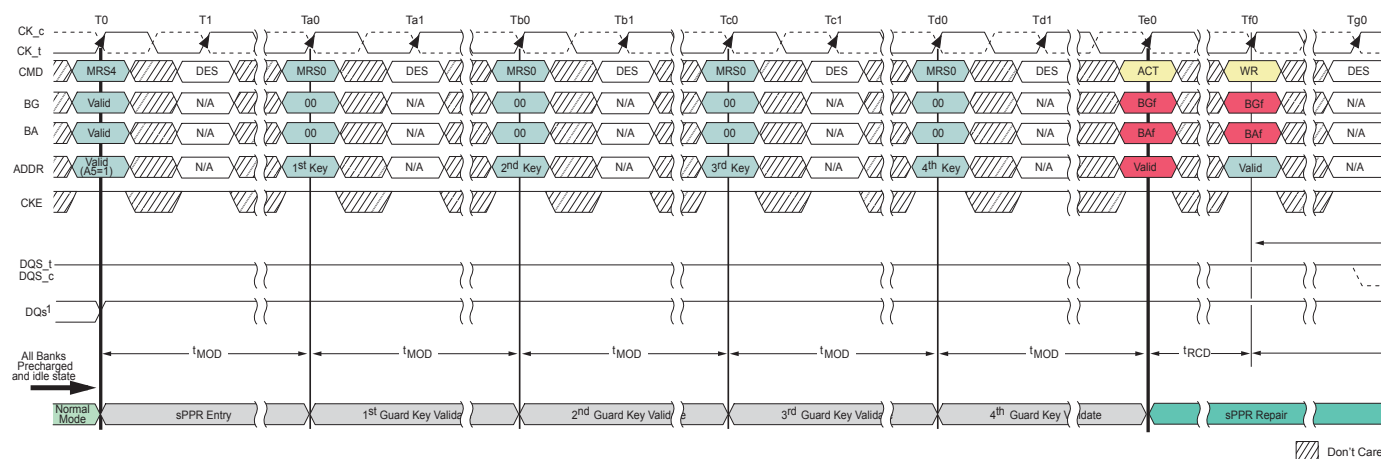 T0 T1 Ta0 Ta1 Tb0 Tb1 Tc0 Tc1 Td0 Td1 Te0 Tf0 Tg0
CK_c
CK_t
CMD MRS4 DES MRS0 DES MRS0 DES MRS0 DES MRS0 DES ACT WR DES
BG Valid N/A 00 N/A 00 N/A 00 N/A 00 N/A BGf BGf N/A
BA Valid N/A 00 N/A 00 N/A 00 N/A 00 N/A BAf BAf N/A
ADDR Valid (A5=1) N/A 1st Key N/A 2nd Key N/A 3rd Key N/A 4th Key N/A Valid Valid N/A
CKE
DQS_t
DQS_c
DQs1
tMOD tMOD tMOD tMOD tMOD tRCD
All Banks
Precharged
and idle state
Normal Mode sPPR Entry 1st Guard Key Valida 2nd Guard Key Valid e 3rd Guard Key Valida e 4th Guard Key V date sPPR Repair
Don't Care